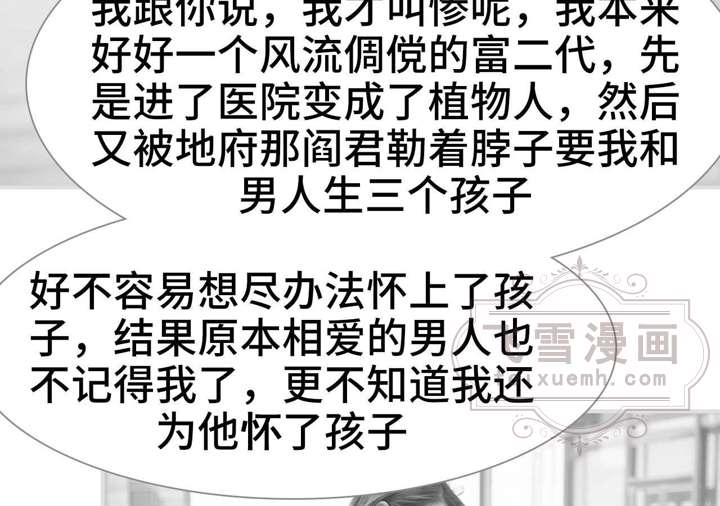 我跟你说，我才叫惨呢，我本来
好好一个风流倜傥的富二代，先
是进了医院变成了植物人，然后
又被地府那阎君勒着脖子要我和
男人生三个孩子
好不容易想尽办法怀上了孩
子，结果原本相爱的男人也
不记得我了，更不知道我还
为他怀了孩子
飞雪漫画
feixuemh.com